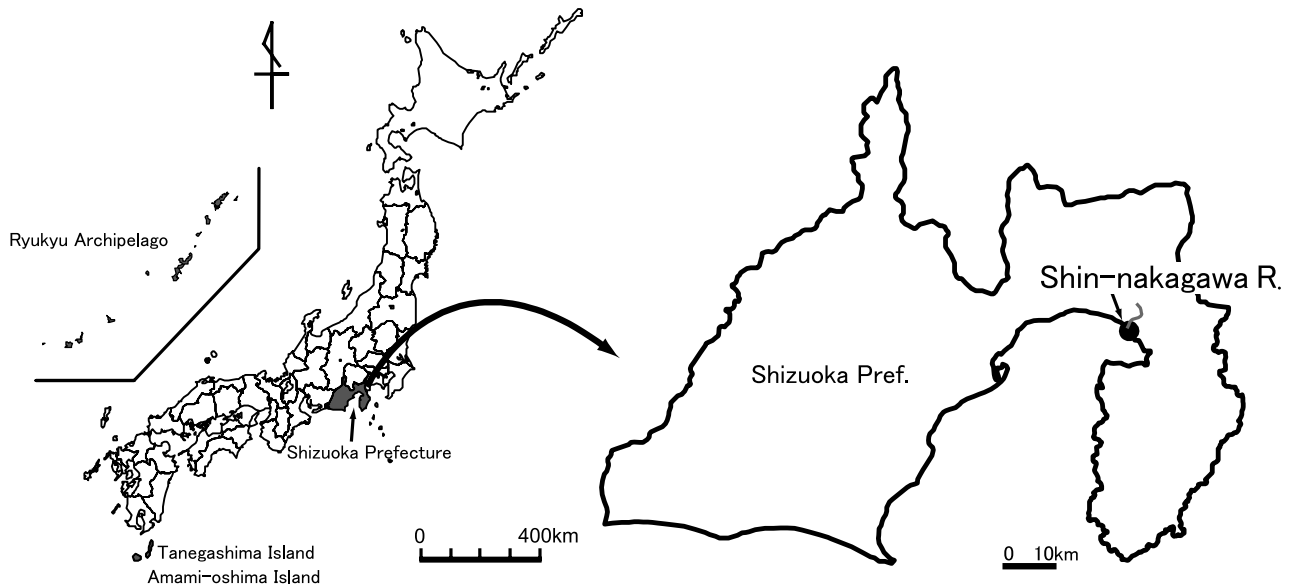 Ryukyu Archipelago
Shizuoka Prefecture
0 400km
Tanegashima Island
Amami-oshima Island
Shin-nakagawa R.
Shizuoka Pref.
0 10km